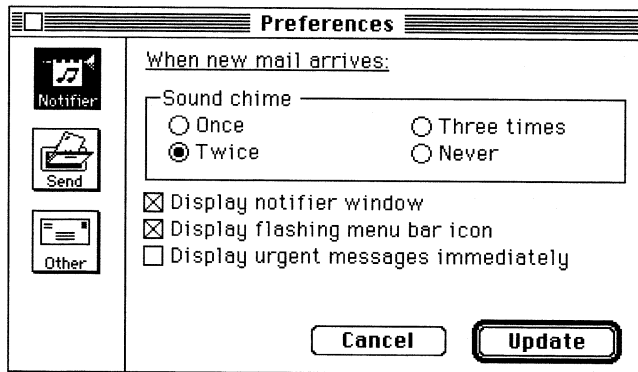 Preferences
Notifier
Send
Other
When new mail arrives:
Sound chime
Once
Three times
Twice
Never
Display notifier window
Display flashing menu bar icon
Display urgent messages immediately
Cancel
Update